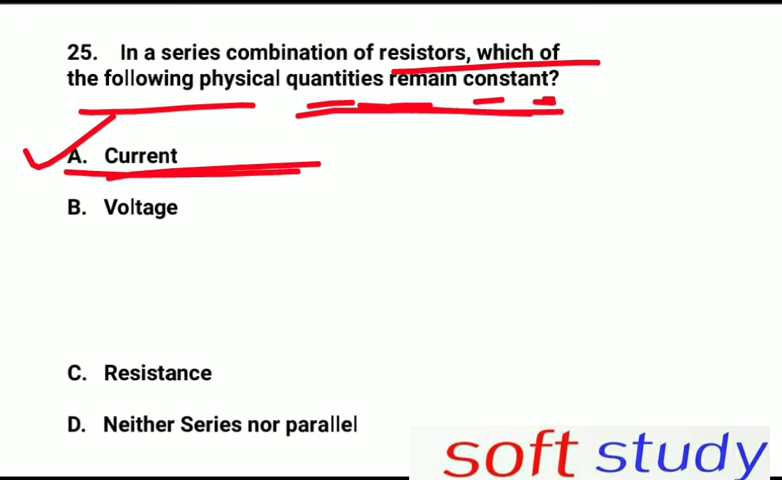 25. In a series combination of resistors, which of
the following physical quantities remain constant?
A. Current
B. Voltage
C. Resistance
D. Neither Series nor parallel
soft study